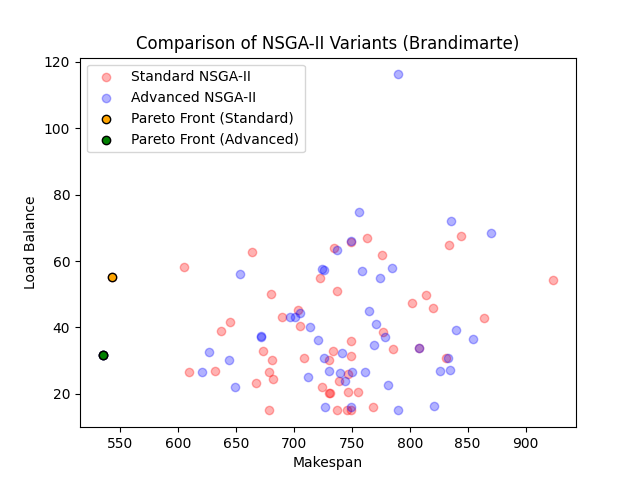 Comparison of NSGA-II Variants (Brandimarte)
Standard NSGA-II
Advanced NSGA-II
Pareto Front (Standard)
Pareto Front (Advanced)
Load Balance
120
100
80
60
40
20
550 600 650 700 750 800 850 900
Makespan